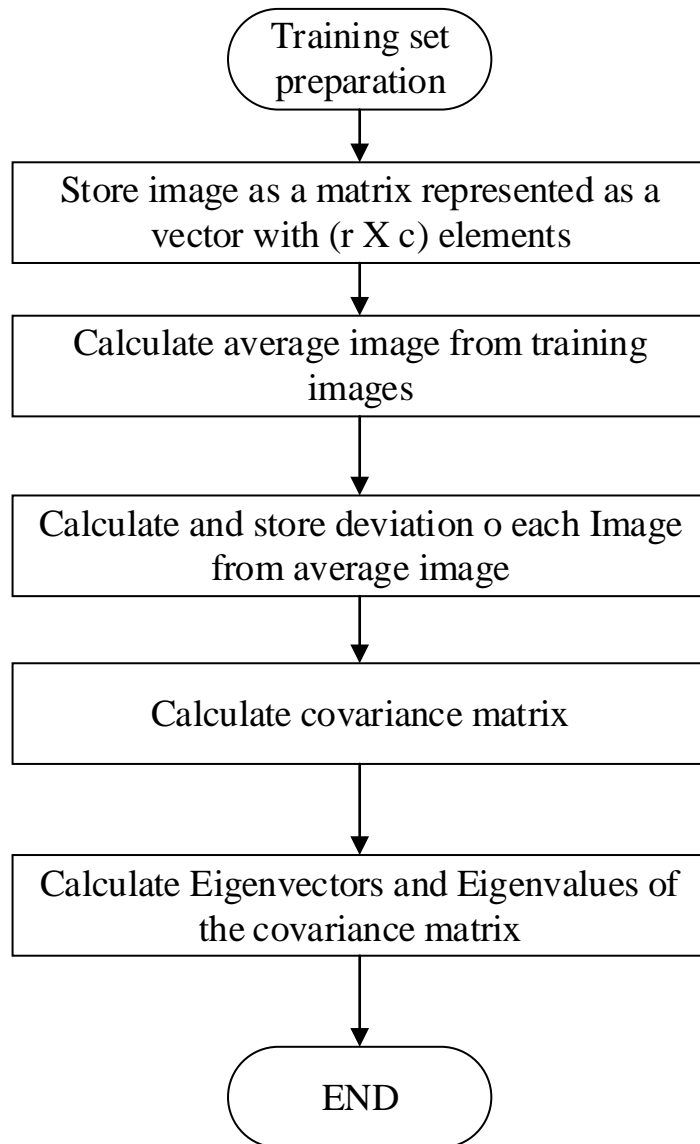 Training set
preparation
Store image as a matrix represented as a
vector with (r X c) elements
Calculate average image from training
images
Calculate and store deviation o each Image
from average image
Calculate covariance matrix
Calculate Eigenvectors and Eigenvalues of
the covariance matrix
END